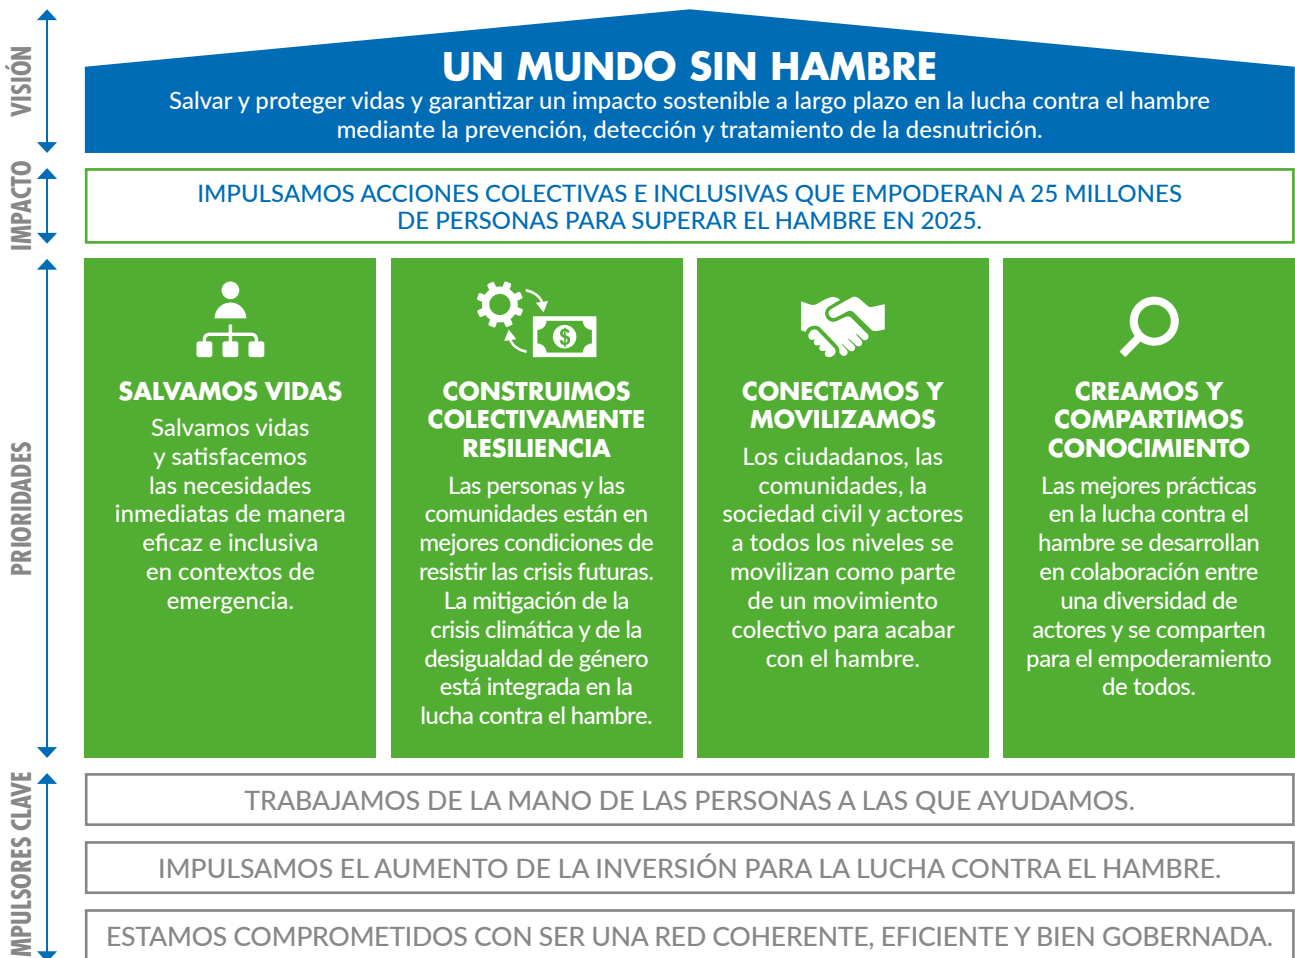 VISIÓN
UN MUNDO SIN HAMBRE
Salvar y proteger vidas y garantizar un impacto sostenible a largo plazo en la lucha contra el hambre
mediante la prevención, detección y tratamiento de la desnutrición.
IMPACTO
IMPULSAMOS ACCIONES COLECTIVAS E INCLUSIVAS QUE EMPODERAN A 25 MILLONES
DE PERSONAS PARA SUPERAR EL HAMBRE EN 2025.
PRIORIDADES
SALVAMOS VIDAS
Salvamos vidas
y satisfacemos
las necesidades
inmediatas de manera
eficaz e inclusiva
en contextos de
emergencia.
$
CONSTRUIMOS
COLECTIVAMENTE
RESILIENCIA
Las personas y las
comunidades están en
mejores condiciones de
resistir las crisis futuras.
La mitigación de la
crisis climática y de la
desigualdad de género
está integrada en la
lucha contra el hambre.
CONECTAMOS Y
MOVILIZAMOS
Los ciudadanos, las
comunidades, la
sociedad civil y actores
a todos los niveles se
movilizan como parte
de un movimiento
colectivo para acabar
con el hambre.
CREAMOS Y
COMPARTIMOS
CONOCIMIENTO
Las mejores prácticas
en la lucha contra el
hambre se desarrollan
en colaboración entre
una diversidad de
actores y se comparten
para el empoderamiento
de todos.
MPULSORES CLAVE
TRABAJAMOS DE LA MANO DE LAS PERSONAS A LAS QUE AYUDAMOS.
IMPULSAMOS EL AUMENTO DE LA INVERSIÓN PARA LA LUCHA CONTRA EL HAMBRE.
ESTAMOS COMPROMETIDOS CON SER UNA RED COHERENTE, EFICIENTE Y BIEN GOBERNADA.